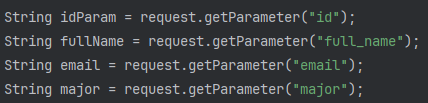 String idParam = request.getParameter("id");
String fullName = request.getParameter("full_name");
String email = request.getParameter("email");
String major = request.getParameter("major");